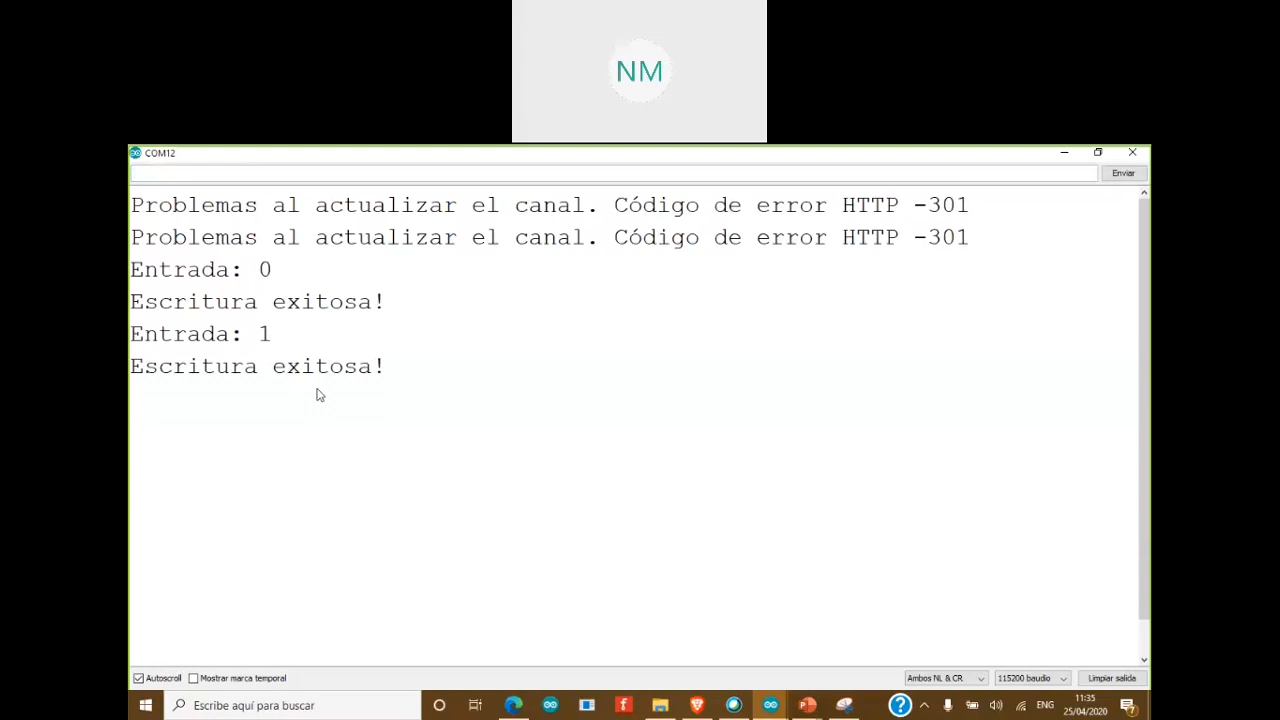 NM
COM12
Enviar
Problemas al actualizar el canal. Código de error HTTP -301
Problemas al actualizar el canal. Código de error HTTP -301
Entrada: 0
Escritura exitosa!
Entrada: 1
Escritura exitosa!
Autoscroll Mostrar marca temporal Ambos NL & CR 115200 baudio Limpiar salida
Escribe aquí para buscar ENG 11:35
25/04/2020